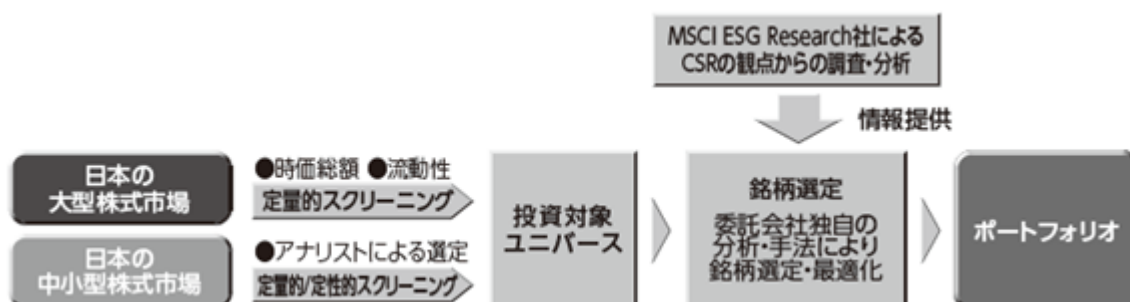 MSCI ESG Research社による
CSRの観点からの調査・分析
情報提供
日本の
大型株式市場
●時価総額 ●流動性
定量的スクリーニング
日本の
中小型株式市場
●アナリストによる選定
定量的/定性的スクリーニング
投資対象
ユニバース
銘柄選定
委託会社独自の
分析・手法により
銘柄選定・最適化
ポートフォリオ